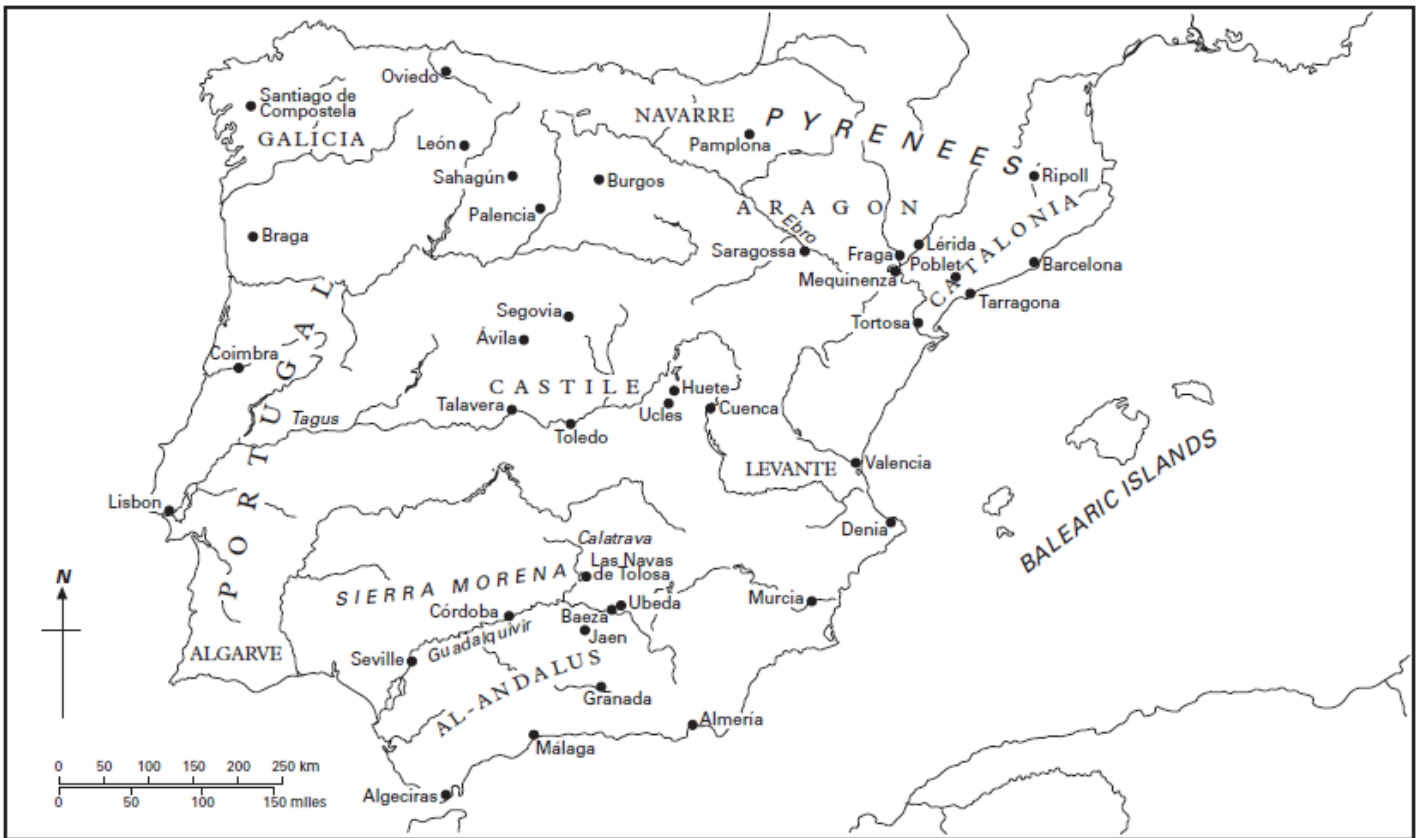 Oviedo
Santiago de
Compostela
GALÍCIA
NAVARRE
PYRENEES
Pamplona
León
Sahagún
Burgos
Ripoll
Palencia
ARAGON
Ebro
CATALONIA
Braga
Saragossa
Fraga
Lérida
Poblet
Barcelona
Mequinenza
Tarragona
Segovia
Tortosa
Ávila
PORTUGAL
Coimbra
CASTILE
Huete
Talavera
Ucles
Cuenca
Tagus
Toledo
LEVANTE
Valencia
BALEARIC ISLANDS
Lisbon
Denia
Calatrava
Las Navas
de Tolosa
SIERRA MORENA
N
Córdoba
Ubeda
Murcia
Baeza
Jaen
Guadalquivir
ALGARVE
Seville
AL-ANDALUS
Granada
Almería
Málaga
0 50 100 150 200 250 km
0 50 100 150 miles
Algeciras